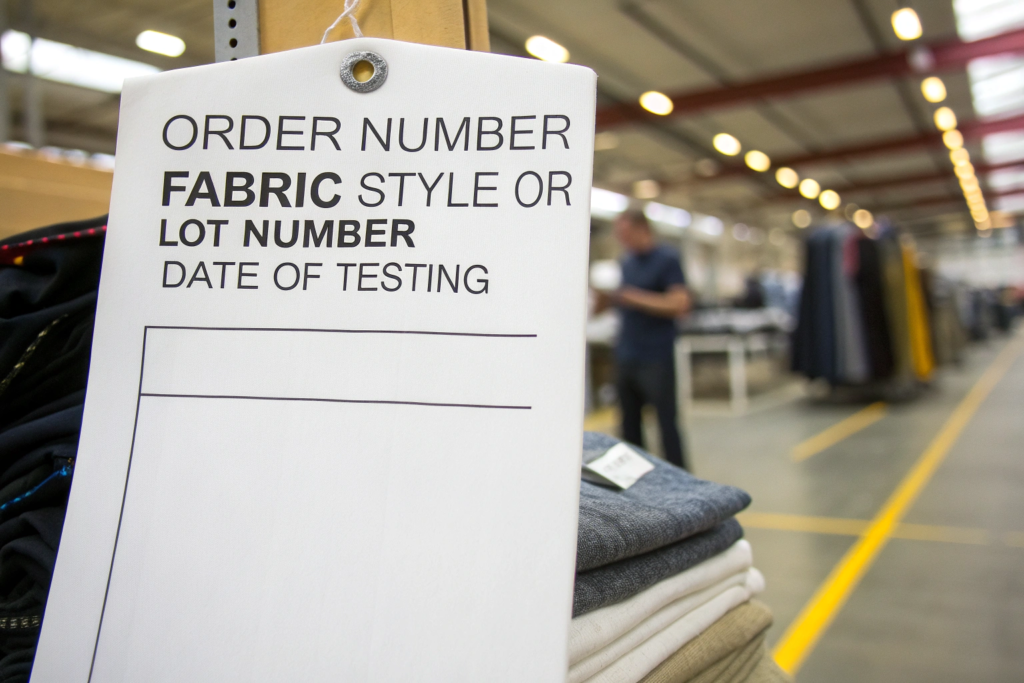 ORDER NUMBER
FABRIC STYLE OR
LOT NUMBER
DATE OF TESTING